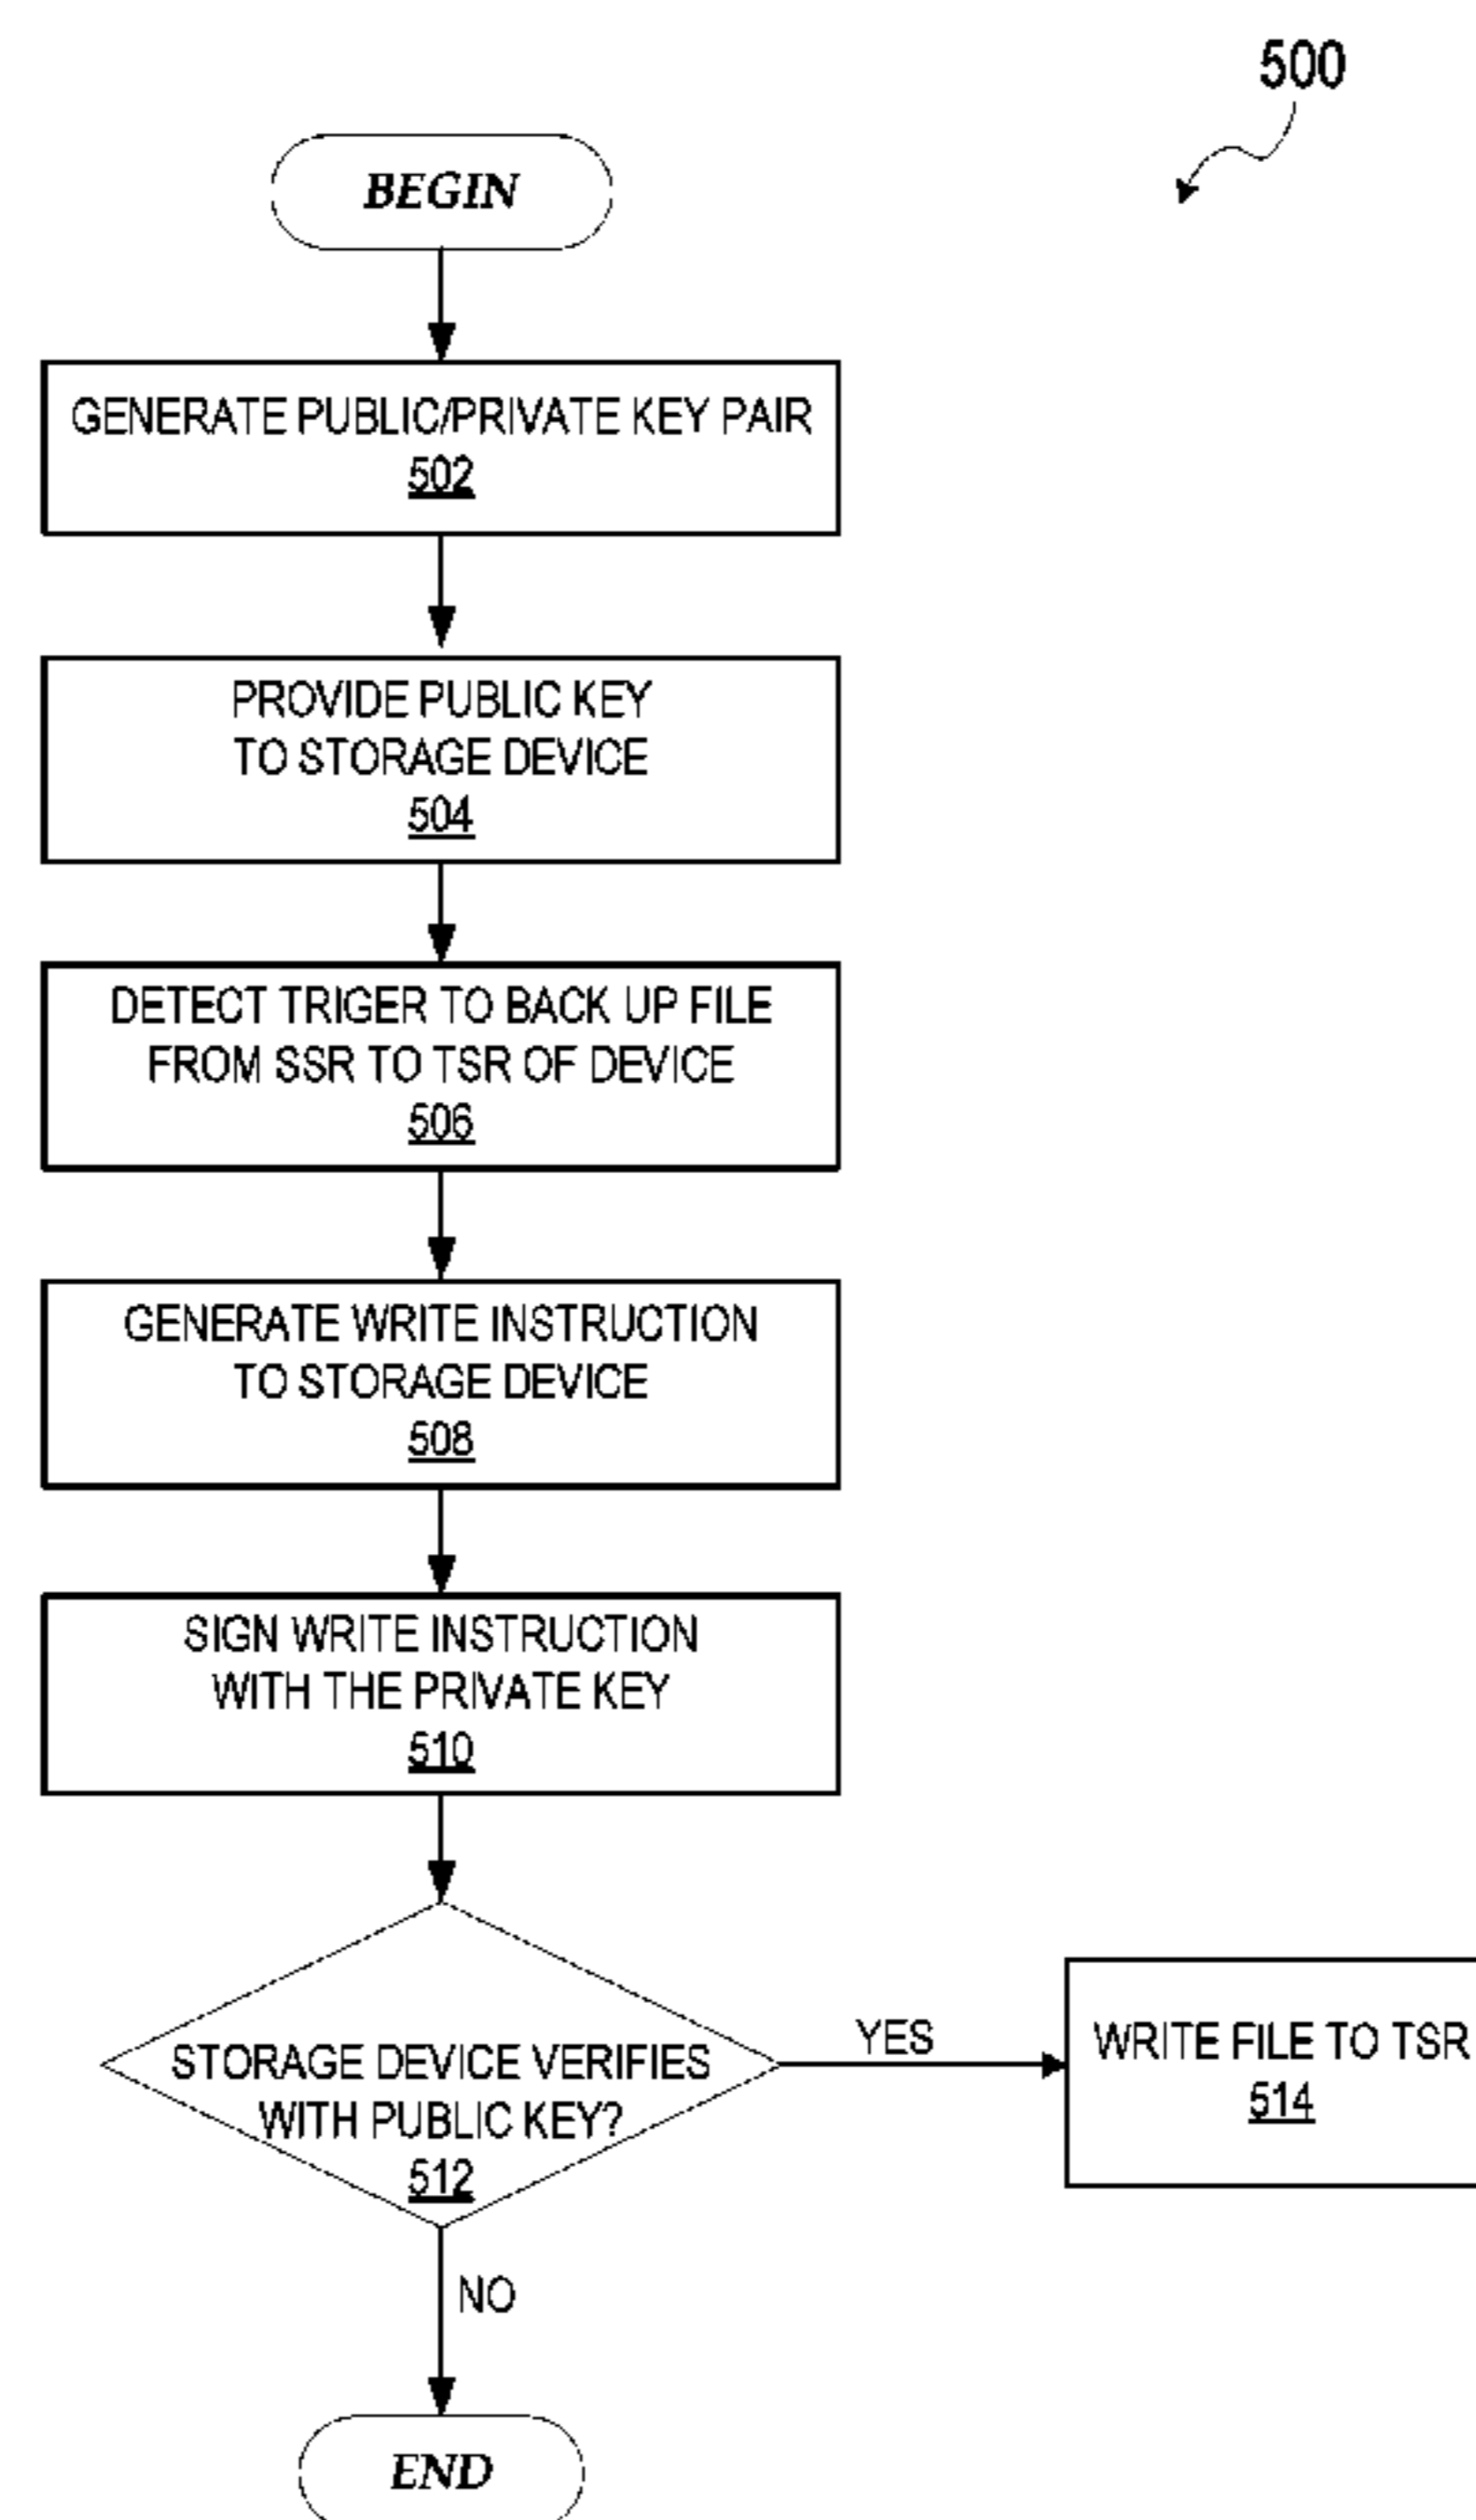 500
BEGIN
GENERATE PUBLIC/PRIVATE KEY PAIR
502
PROVIDE PUBLIC KEY
TO STORAGE DEVICE
504
DETECT TRIGER TO BACK UP FILE
FROM SSR TO TSR OF DEVICE
506
GENERATE WRITE INSTRUCTION
TO STORAGE DEVICE
508
SIGN WRITE INSTRUCTION
WITH THE PRIVATE KEY
510
STORAGE DEVICE VERIFIES
WITH PUBLIC KEY?
512
YES
WRITE FILE TO TSR
514
NO
END